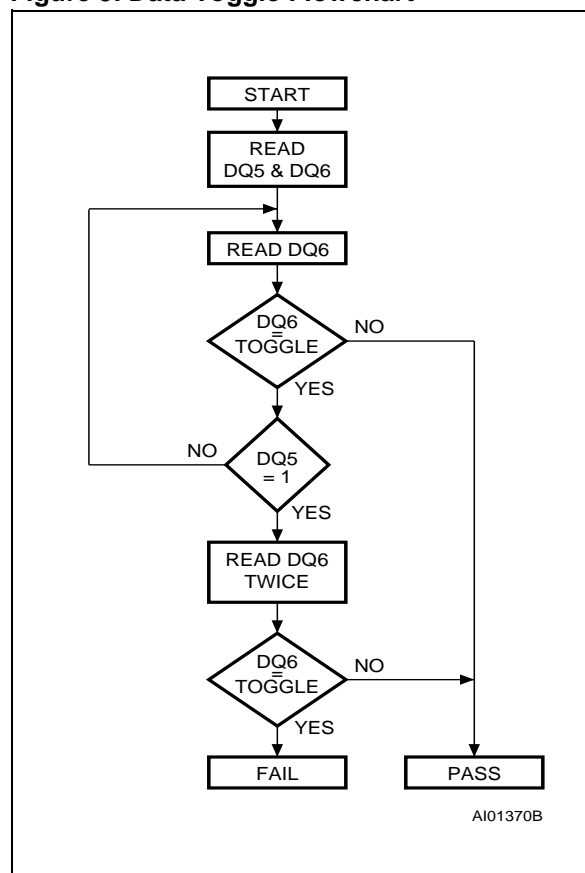 START
READ
DQ5 & DQ6
READ DQ6
DQ6
=
TOGGLE
NO
YES
NO
DQ5
= 1
YES
READ DQ6
TWICE
DQ6
=
TOGGLE
NO
YES
FAIL
PASS
AI01370B